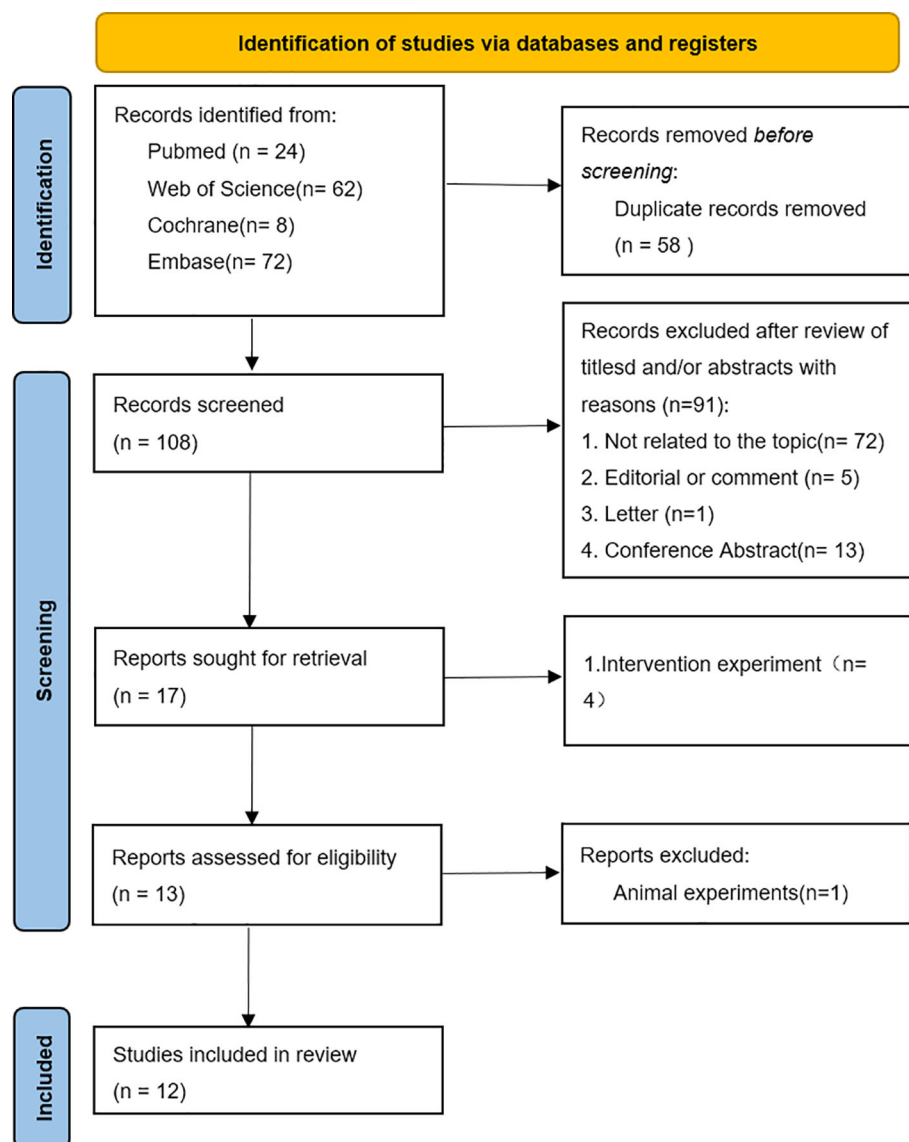 Identification of studies via databases and registers
Identification
Records identified from:
Pubmed (n = 24)
Web of Science(n= 62)
Cochrane(n= 8)
Embase(n= 72)
Records removed before
screening:
Duplicate records removed
(n = 58 )
Screening
Records screened
(n = 108)
Records excluded after review of
titlesd and/or abstracts with
reasons (n=91):
1. Not related to the topic(n= 72)
2. Editorial or comment (n= 5)
3. Letter (n=1)
4. Conference Abstract(n= 13)
Reports sought for retrieval
(n = 17)
1.Intervention experiment（n=
4）
Reports assessed for eligibility
(n = 13)
Reports excluded:
Animal experiments(n=1)
Included
Studies included in review
(n = 12)